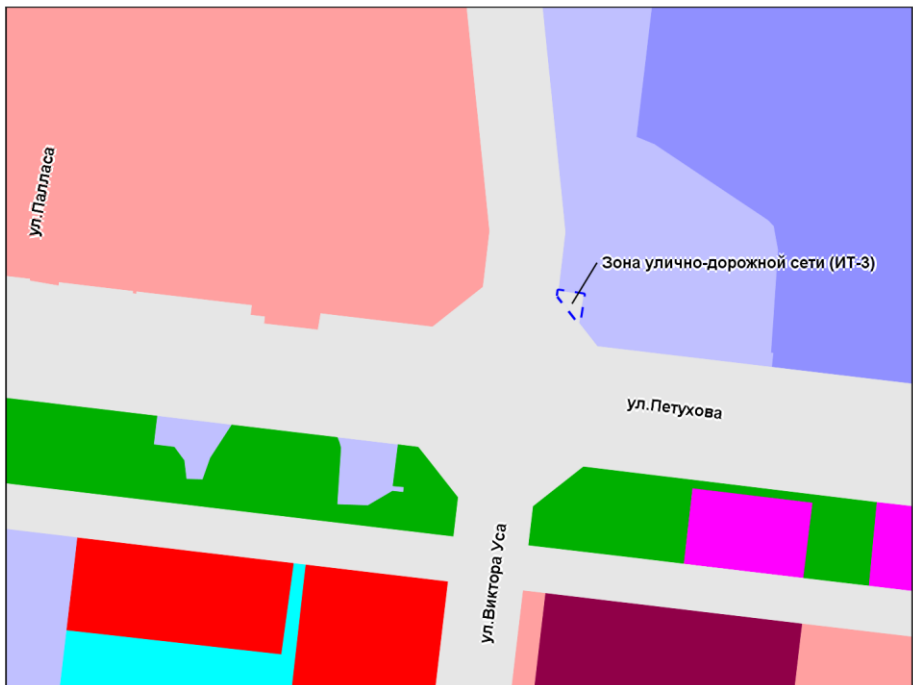 ул.Палласа
Зона улично-дорожной сети (ИТ-3)
ул.Петухова
ул.Виктора Уса